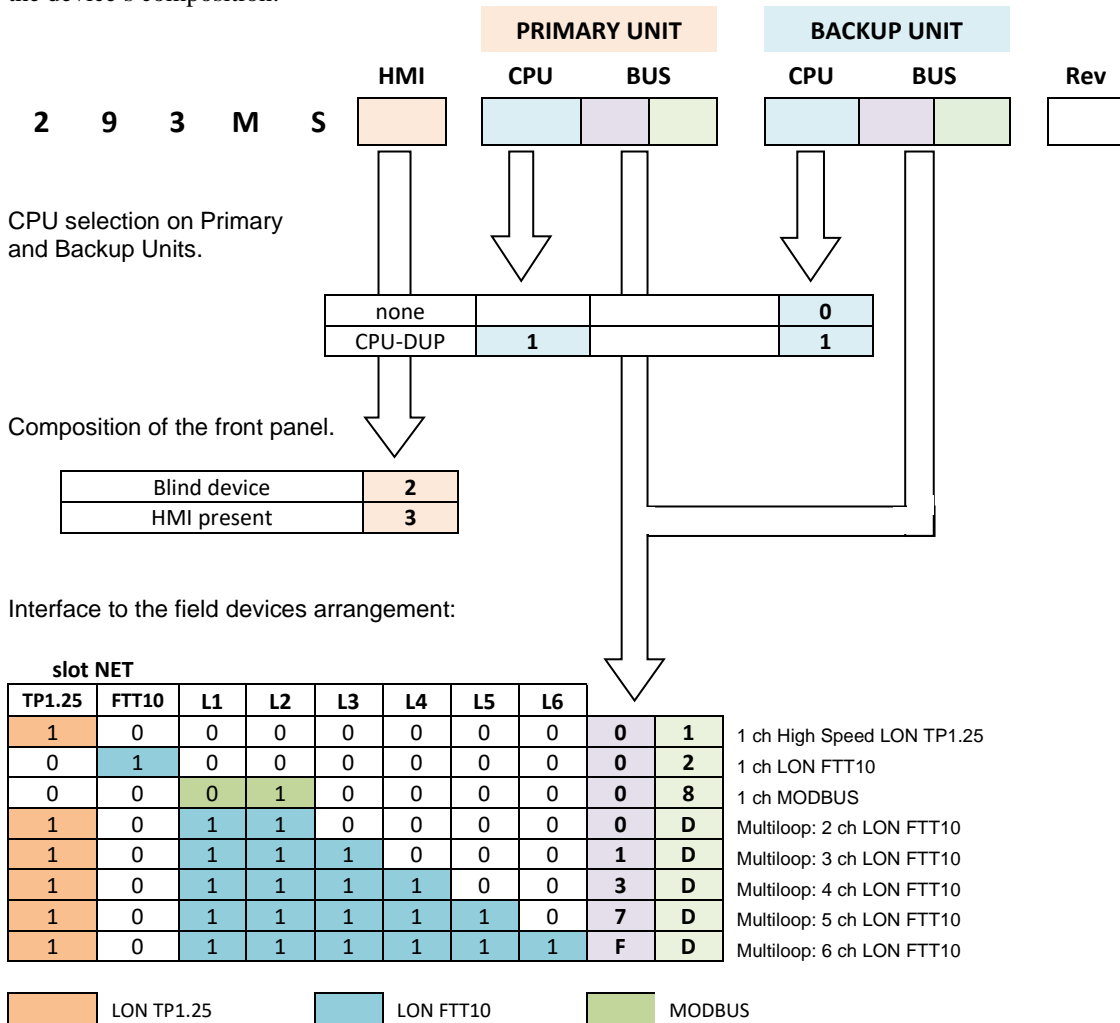 the device's composition.
PRIMARY UNIT BACKUP UNIT
HMI CPU BUS CPU BUS Rev
2 9 3 M S
CPU selection on Primary
and Backup Units.
none 0
CPU-DUP 1 1
Composition of the front panel.
Blind device 2
HMI present 3
Interface to the field devices arrangement:
slot NET
TP1.25 FTT10 L1 L2 L3 L4 L5 L6
1 0 0 0 0 0 0 0 0 1 1 ch High Speed LON TP1.25
0 1 0 0 0 0 0 0 0 2 1 ch LON FTT10
0 0 0 1 0 0 0 0 0 8 1 ch MODBUS
1 0 1 1 0 0 0 0 0 D Multiloop: 2 ch LON FTT10
1 0 1 1 1 0 0 0 1 D Multiloop: 3 ch LON FTT10
1 0 1 1 1 1 0 0 3 D Multiloop: 4 ch LON FTT10
1 0 1 1 1 1 1 0 7 D Multiloop: 5 ch LON FTT10
1 0 1 1 1 1 1 1 F D Multiloop: 6 ch LON FTT10
LON TP1.25 LON FTT10 MODBUS